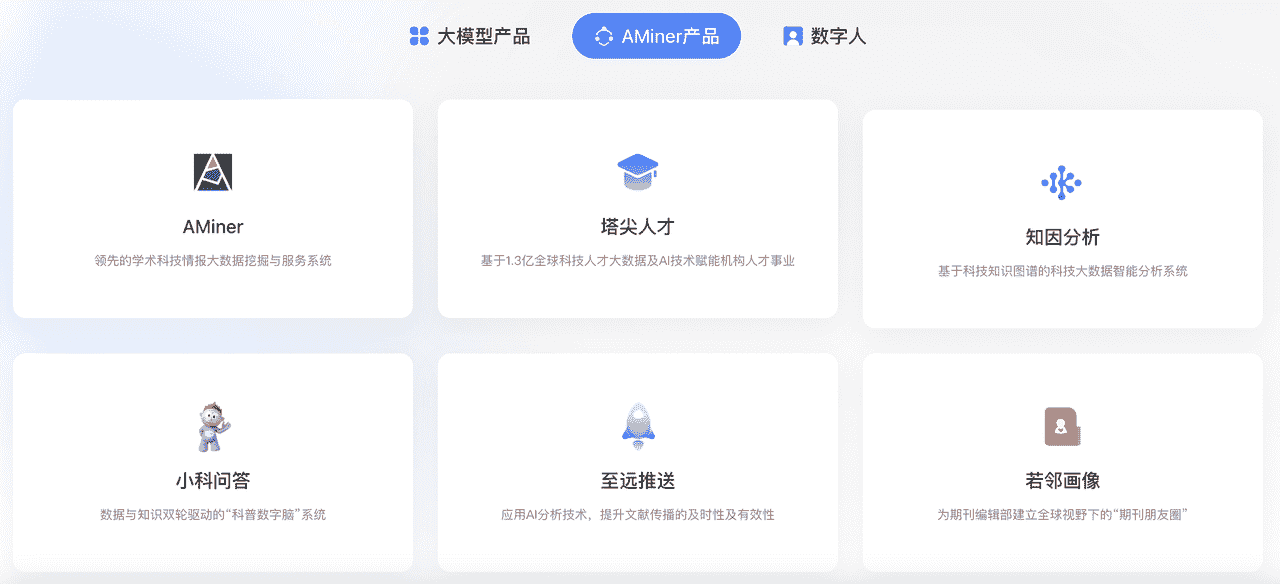 大模型产品
AMiner产品
数字人
AMiner
领先的学术科技情报大数据挖掘与服务系统
塔尖人才
基于1.3亿全球科技人才大数据及AI技术赋能机构人才事业
知因分析
基于科技知识图谱的科技大数据智能分析系统
小科问答
数据与知识双轮驱动的“科普数字脑”系统
至远推送
应用AI分析技术，提升文献传播的及时性及有效性
若邻画像
为期刊编辑部建立全球视野下的“期刊朋友圈”